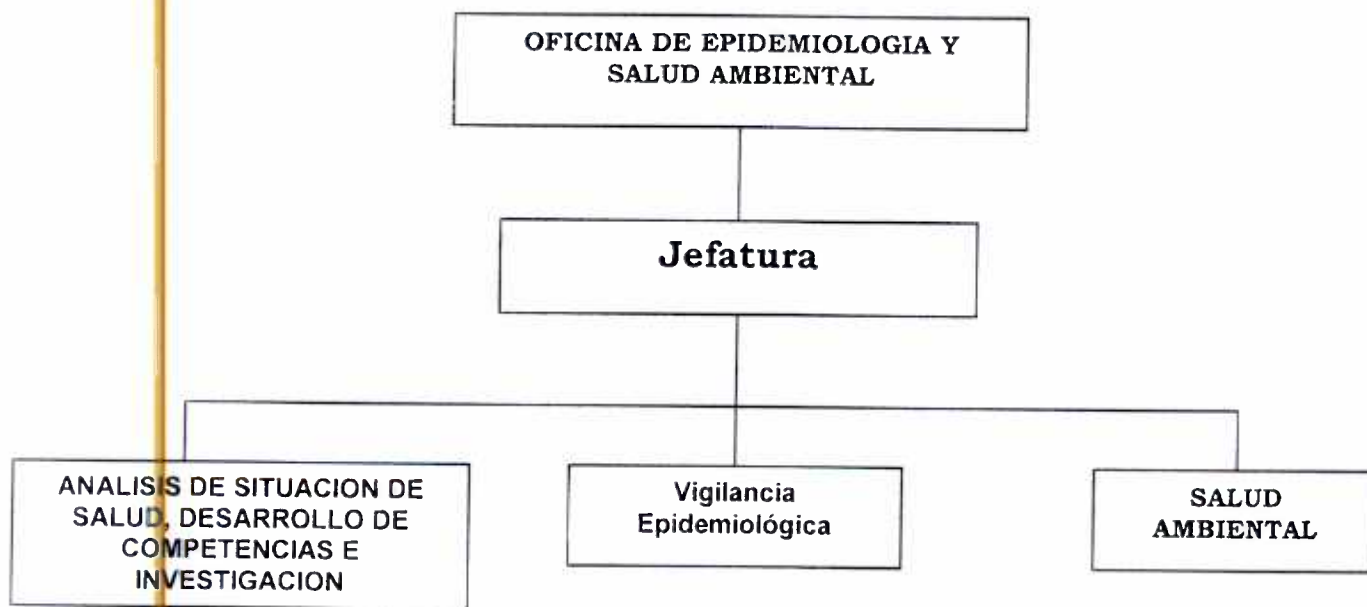 OFICINA DE EPIDEMIOLOGIA Y
SALUD AMBIENTAL
Jefatura
ANALISIS DE SITUACION DE
SALUD, DESARROLLO DE
COMPETENCIAS E
INVESTIGACION
Vigilancia
Epidemiológica
SALUD
AMBIENTAL